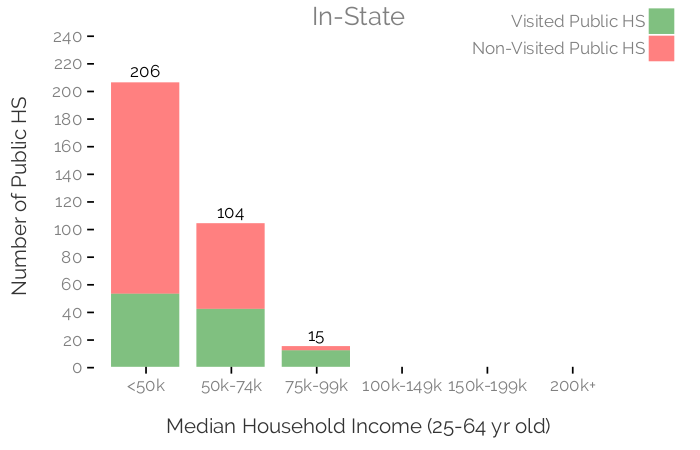 In-State
Visited Public HS
Non-Visited Public HS
Number of Public HS
240
220
200
180
160
140
120
100
80
60
40
20
0
206
104
15
<50k
50k-74k
75k-99k
100k-149k
150k-199k
200k+
Median Household Income (25-64 yr old)